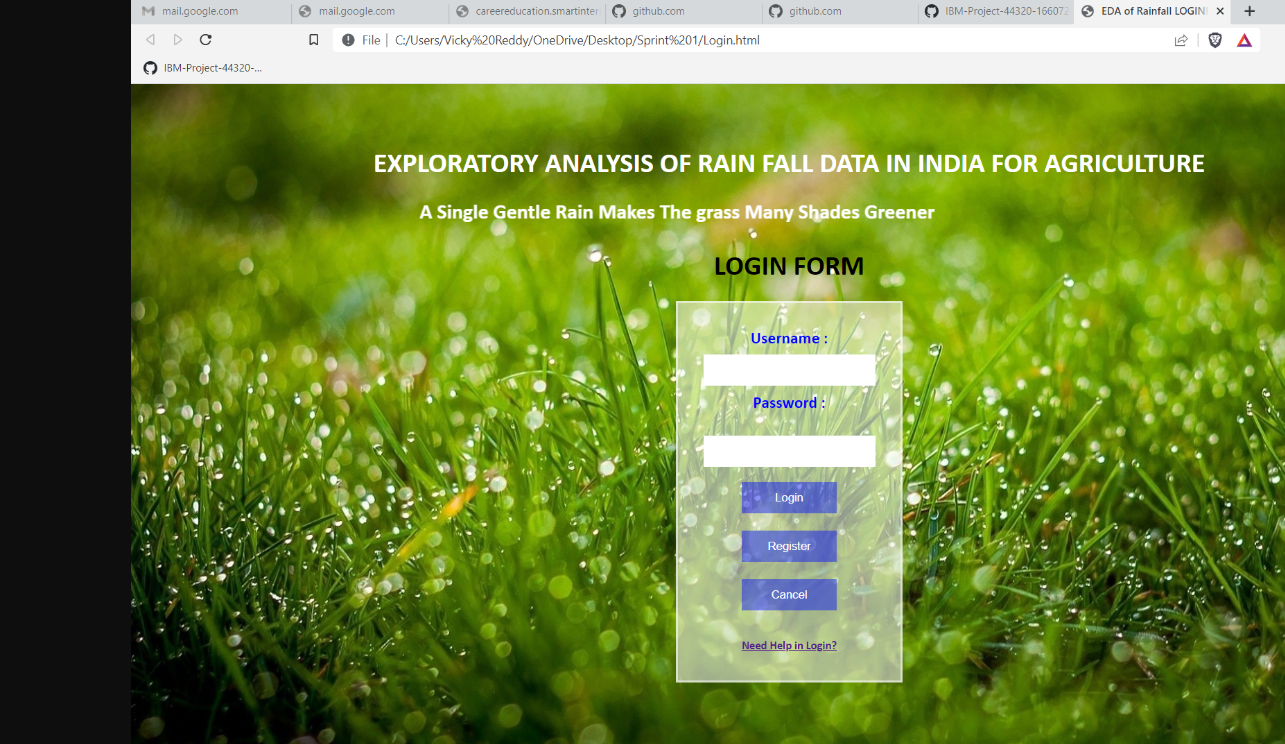 mail.google.com mail.google.com careereducation.smartinter github.com github.com IBM-Project-44320-166072 EDA of Rainfall LOGIN
File | C:/Users/Vicky%20Reddy/OneDrive/Desktop/Sprint%201/Login.html
IBM-Project-44320-...
EXPLORATORY ANALYSIS OF RAIN FALL DATA IN INDIA FOR AGRICULTURE
A Single Gentle Rain Makes The grass Many Shades Greener
LOGIN FORM
Username :
Password :
Login
Register
Cancel
Need Help in Login?